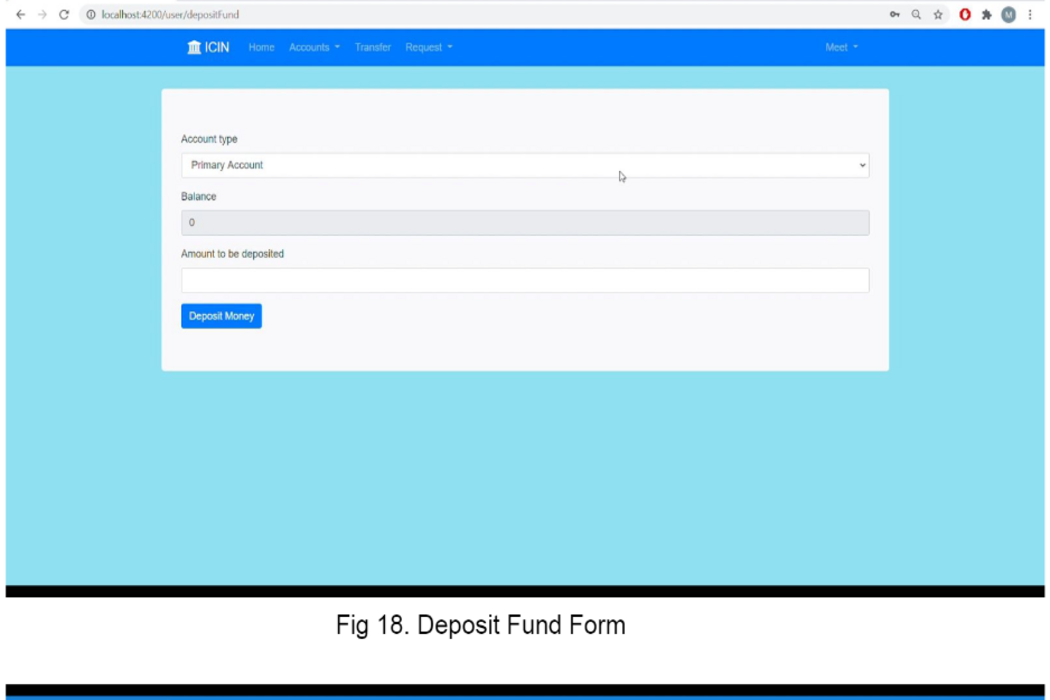 localhost:4200/user/depositFund
M
ICIN Home Accounts Transfer Request Meet
Account type
Primary Account
Balance
0
Amount to be deposited
Deposit Money
Fig 18. Deposit Fund Form